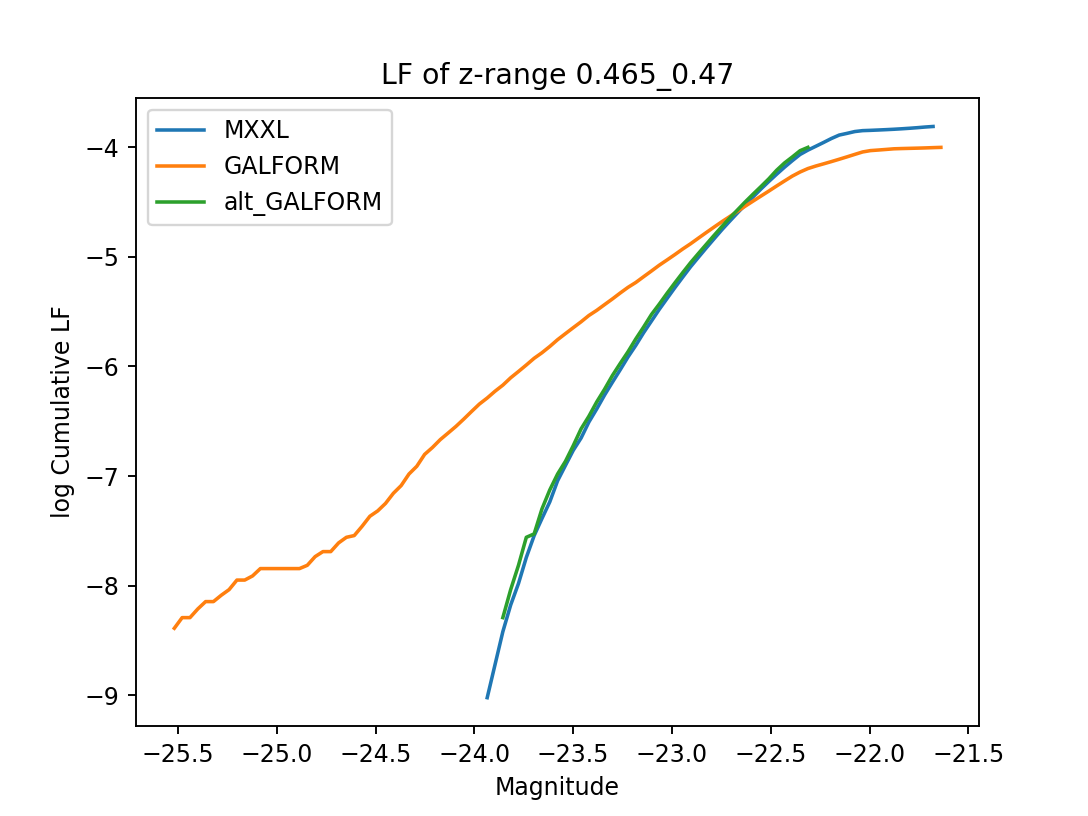 LF of z-range 0.465_0.47
MXXL
GALFORM
alt_GALFORM
log Cumulative LF
−4
−5
−6
−7
−8
−9
−25.5 −25.0 −24.5 −24.0 −23.5 −23.0 −22.5 −22.0 −21.5
Magnitude